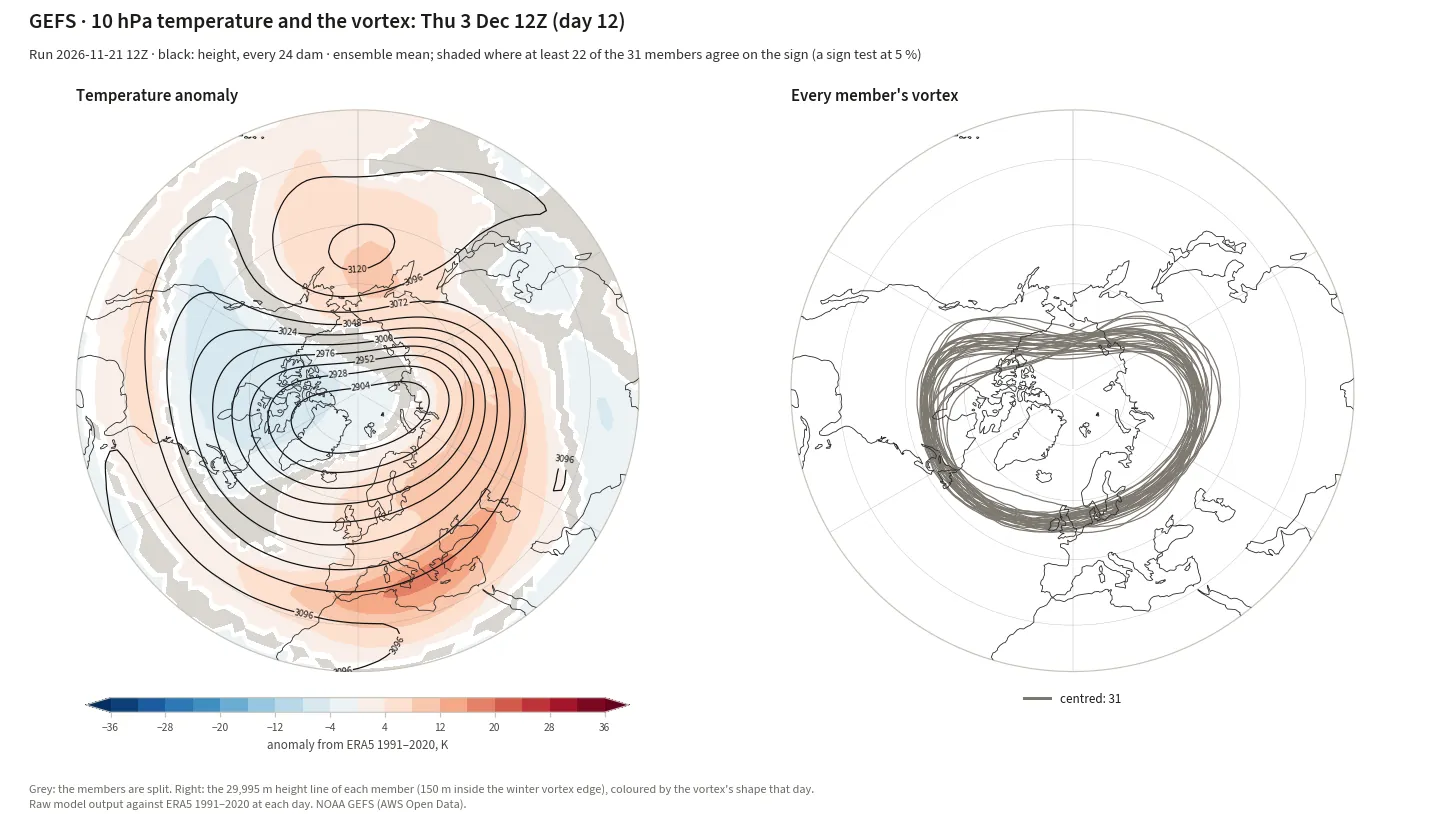 GEFS · 10 hPa temperature and the vortex: Thu 3 Dec 12Z (day 12)
Run 2026-11-21 12Z · black: height, every 24 dam · ensemble mean; shaded where at least 22 of the 31 members agree on the sign (a sign test at 5 %)
Temperature anomaly
Every member's vortex
3120
3096
3072
3048
3024
3000
2976
2952
2928
2904
3096
3096
3096
3096
centred: 31
−36 −28 −20 −12 −4 4 12 20 28 36
anomaly from ERA5 1991–2020, K
Grey: the members are split. Right: the 29,995 m height line of each member (150 m inside the winter vortex edge), coloured by the vortex's shape that day.
Raw model output against ERA5 1991–2020 at each day. NOAA GEFS (AWS Open Data).